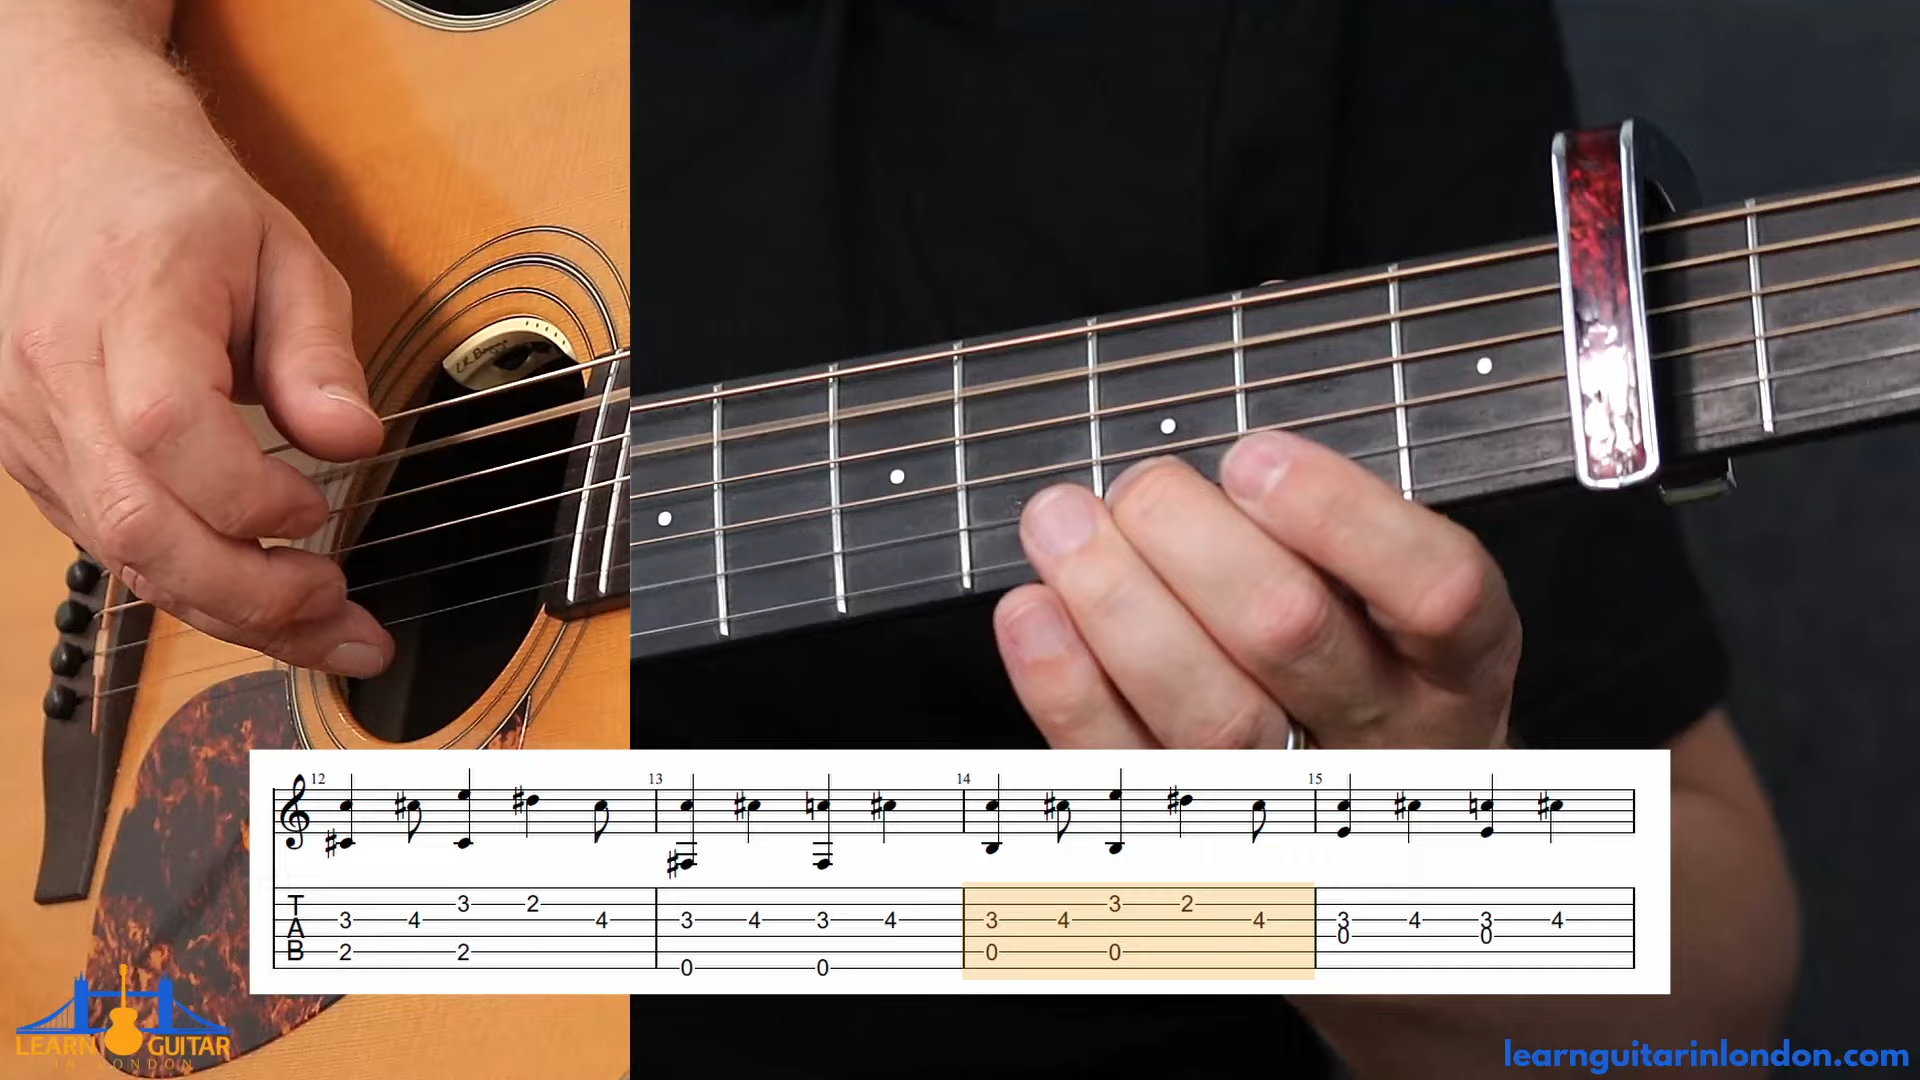 12 13 14 15
T 3 2 3 2
A 3 4 4 3 4 3 4 3 4 4 3 4 3 4
0 0
B 2 2 0 0
0 0
LEARN GUITAR
IN LONDON
learnguitarinlondon.com